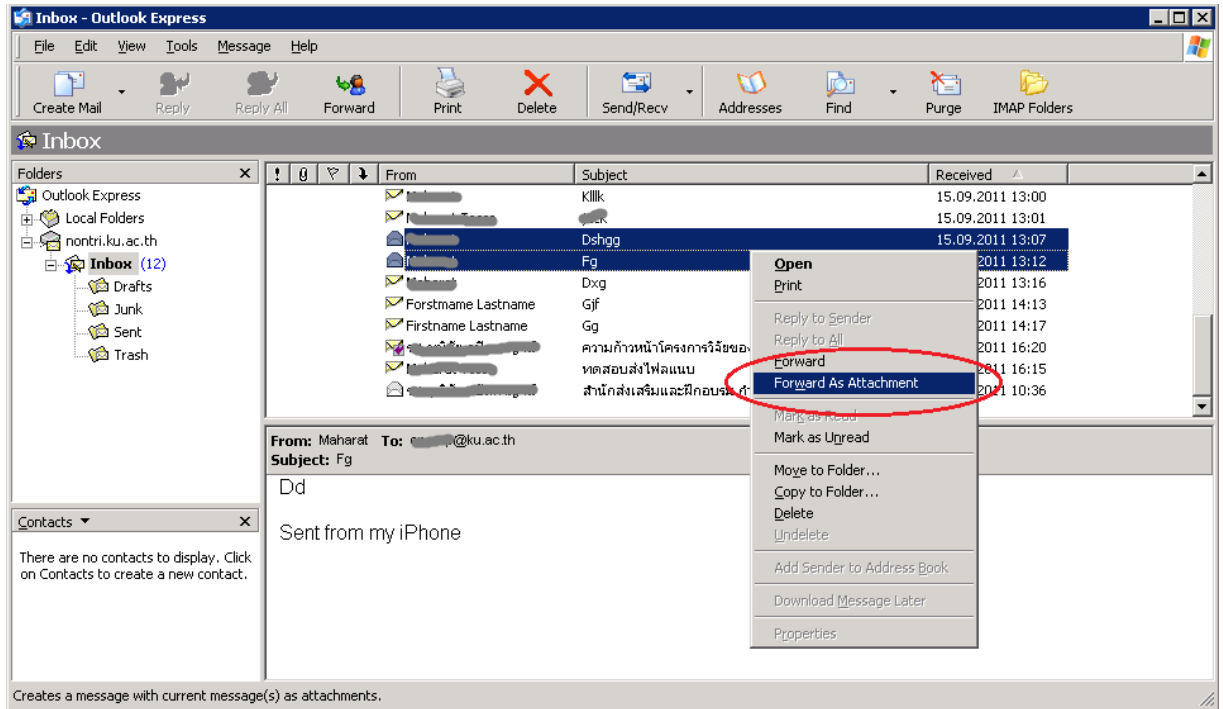 Inbox - Outlook Express
File Edit View Tools Message Help
Create Mail Reply Reply All Forward Print Delete Send/Recv Addresses Find Purge IMAP Folders
Inbox
Folders
Outlook Express
Local Folders
nontri.ku.ac.th
Inbox (12)
Drafts
Junk
Sent
Trash
From Subject Received
Klllk 15.09.2011 13:00
15.09.2011 13:01
Dshgg 15.09.2011 13:07
Fg 2011 13:12
Dxg 2011 13:16
Forstmame Lastname Gjf 2011 14:13
Firstname Lastname Gg 2011 14:17
ความก้าวหน้าโครงการวิจัยของ 2011 16:20
ทดสอบส่งไฟลแนบ 2011 16:15
สำนักส่งเสริมและฝึกอบรม 2011 10:36
Open
Print
Reply to Sender
Reply to All
Forward
Forward As Attachment
Mark as Read
Mark as Unread
Move to Folder...
Copy to Folder...
Delete
Undelete
Add Sender to Address Book
Download Message Later
Properties
From: Maharat To: @ku.ac.th
Subject: Fg
Dd
Sent from my iPhone
Contacts
There are no contacts to display. Click
on Contacts to create a new contact.
Creates a message with current message(s) as attachments.